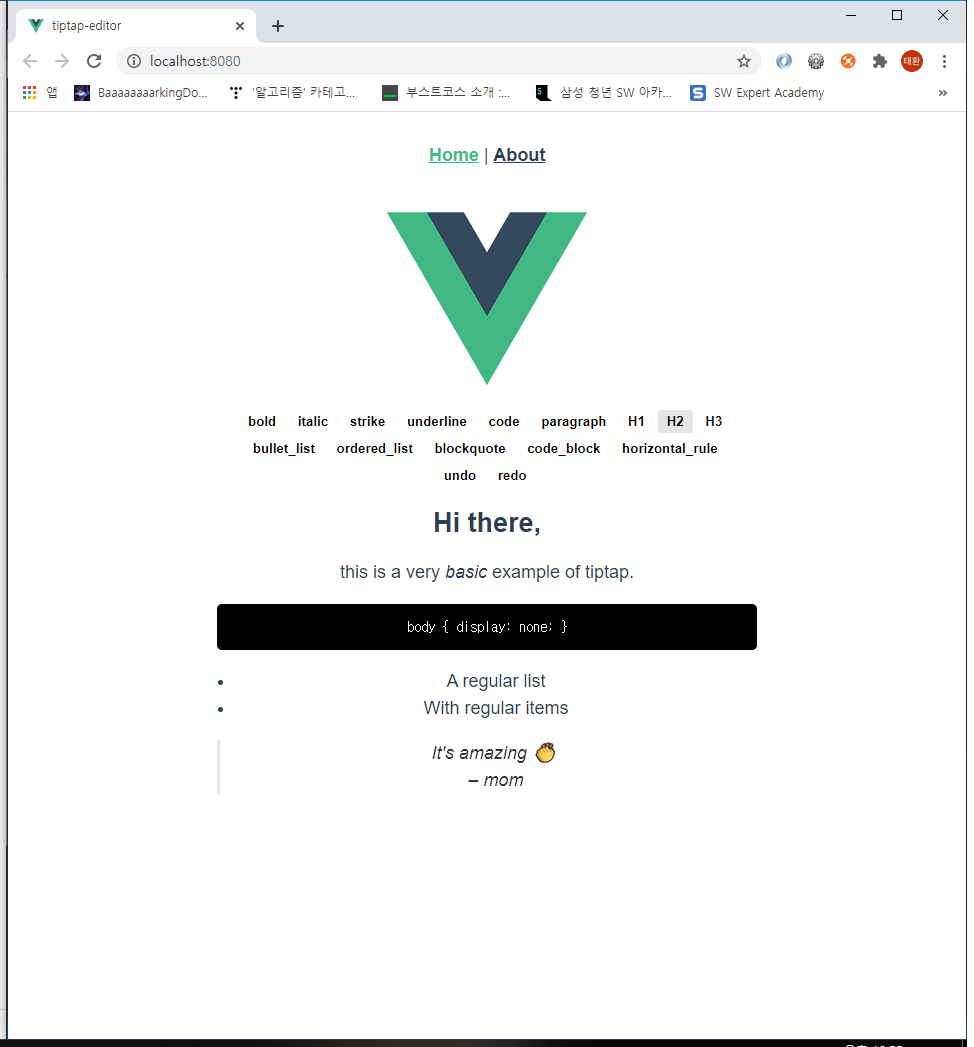 tiptap-editor
localhost:8080
태환
앱 BaaaaaaarkingDo... '알고리즘' 카테고... 부스트코스 소개 :... 삼성 청년 SW 아카... S SW Expert Academy »
Home | About
bold italic strike underline code paragraph H1 H2 H3
bullet_list ordered_list blockquote code_block horizontal_rule
undo redo
Hi there,
this is a very basic example of tiptap.
body { display: none; }
• A regular list
• With regular items
It's amazing 👏
– mom